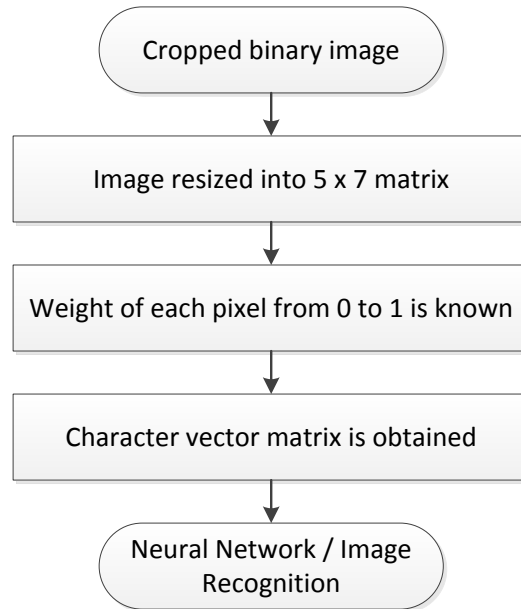 Cropped binary image
Image resized into 5 x 7 matrix
Weight of each pixel from 0 to 1 is known
Character vector matrix is obtained
Neural Network / Image
Recognition